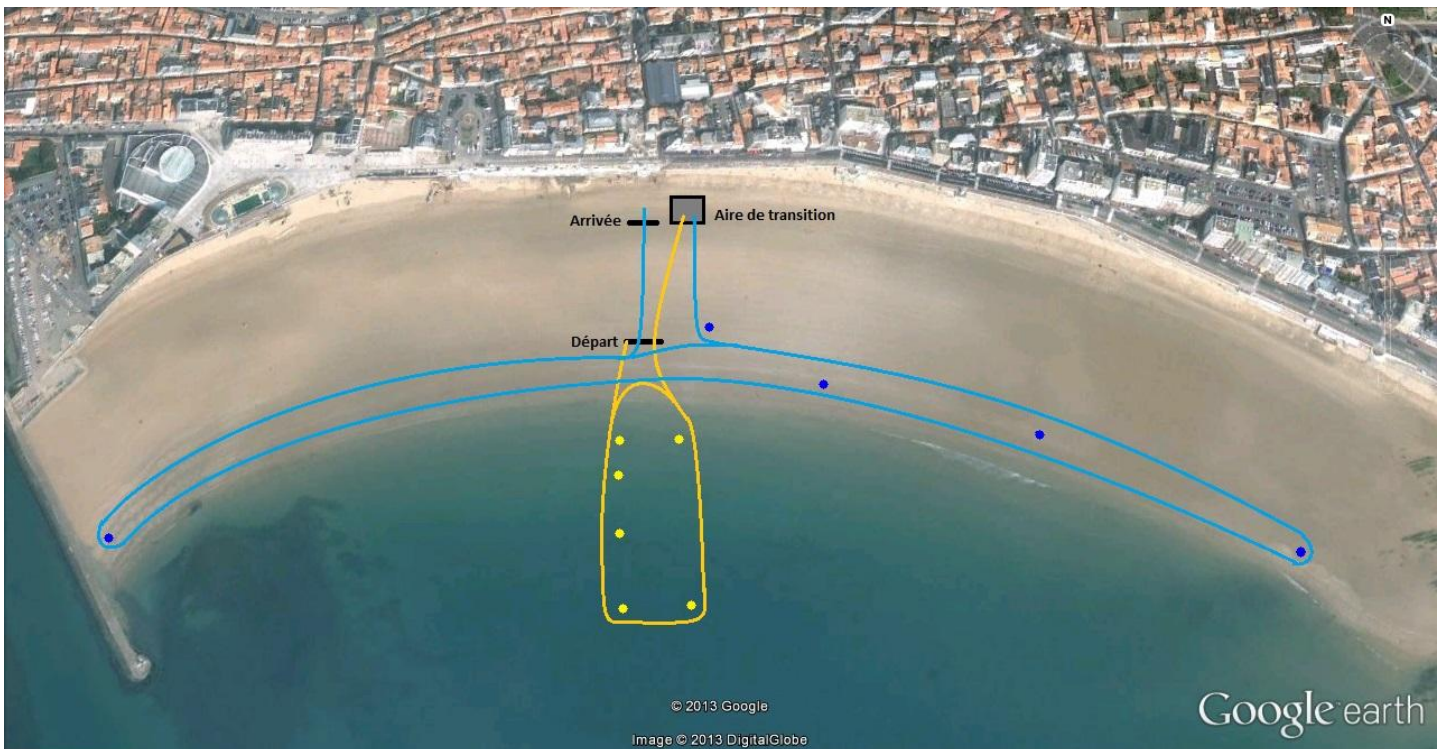 N
Arrivée
Aire de transition
Départ
© 2013 Google
Google earth
Image © 2013 DigitalGlobe